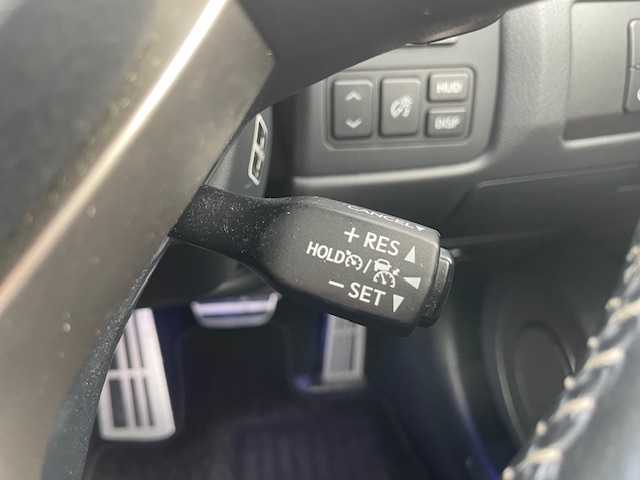 HUD
DISP
CANCEL
+ RES
HOLD /
- SET